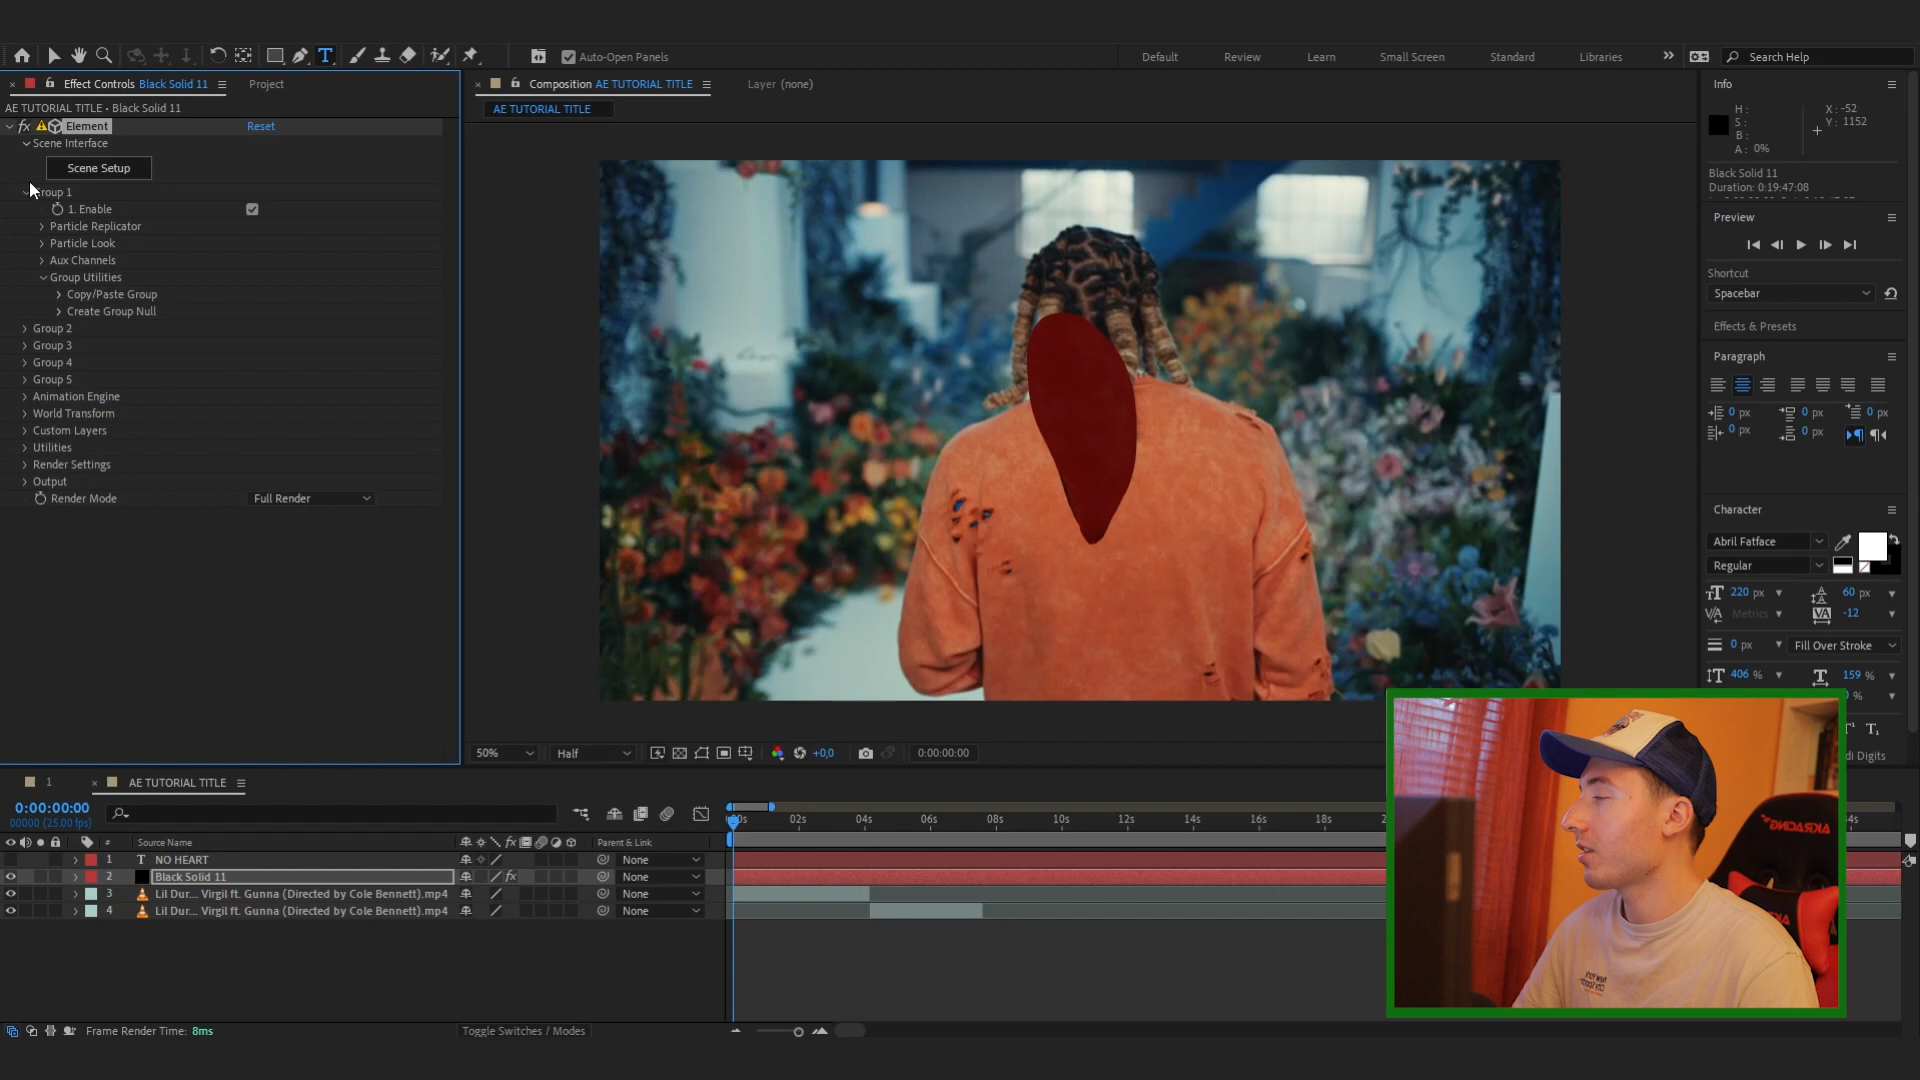 Auto-Open Panels
Default
Review
Learn
Small Screen
Standard
Libraries
Search Help
Effect Controls Black Solid 11
Project
AE TUTORIAL TITLE • Black Solid 11
fx Element
Reset
Scene Interface
Scene Setup
Group 1
1. Enable
Particle Replicator
Particle Look
Aux Channels
Group Utilities
Copy/Paste Group
Create Group Null
Group 2
Group 3
Group 4
Group 5
Animation Engine
World Transform
Custom Layers
Utilities
Render Settings
Output
Render Mode
Full Render
Composition AE TUTORIAL TITLE
Layer (none)
AE TUTORIAL TITLE
50%
Half
+0,0
0:00:00:00
Info
H :
S :
B :
A : 0%
X : -52
Y : 1152
Black Solid 11
Duration: 0:19:47:08
Preview
Shortcut
Spacebar
Effects & Presets
Paragraph
0 px
0 px
0 px
0 px
0 px
Character
Abril Fatface
Regular
220 px
60 px
Metrics
-12
0 px
Fill Over Stroke
406 %
159 %
%
di Digits
1
AE TUTORIAL TITLE
0:00:00:00
00000 (25.00 fps)
# Source Name
fx
Parent & Link
1 T NO HEART
None
2 Black Solid 11
fx
None
3 Lil Dur... Virgil ft. Gunna (Directed by Cole Bennett).mp4
None
4 Lil Dur... Virgil ft. Gunna (Directed by Cole Bennett).mp4
None
02s
04s
06s
08s
10s
12s
14s
16s
18s
Frame Render Time: 8ms
Toggle Switches / Modes
AKRACING